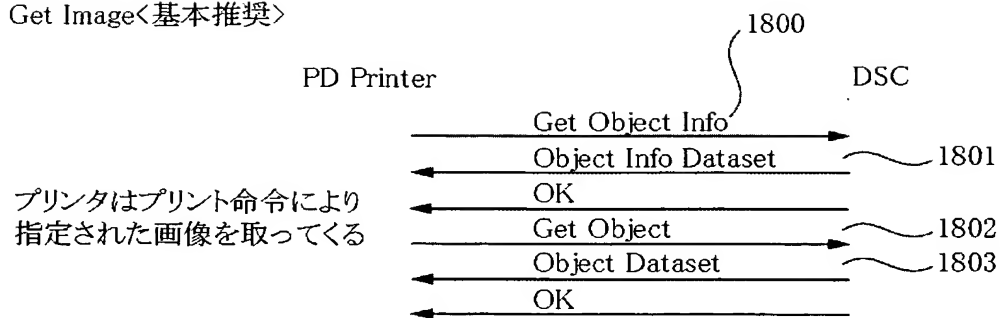 Get Image<基本推奨>
1800
PD Printer
DSC
Get Object Info
Object Info Dataset
1801
OK
プリンタはプリント命令により
指定された画像を取ってくる
Get Object
1802
Object Dataset
1803
OK